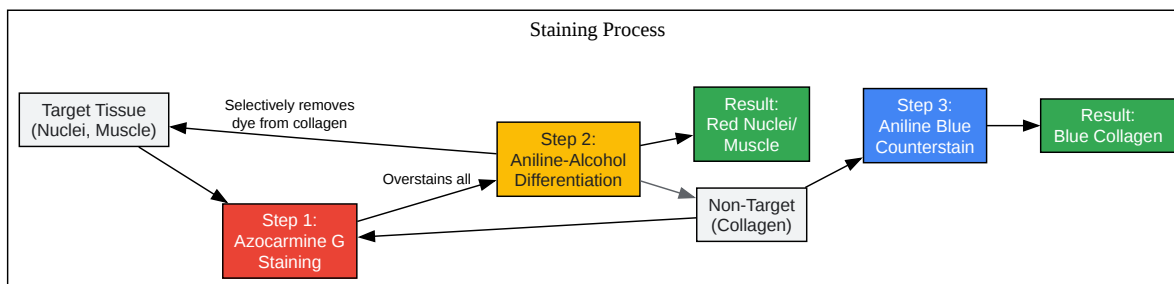 Staining Process
Target Tissue
(Nuclei, Muscle)
Selectively removes
dye from collagen
Step 1:
Azocarmine G
Staining
Overstains all
Step 2:
Aniline-Alcohol
Differentiation
Result:
Red Nuclei/
Muscle
Non-Target
(Collagen)
Step 3:
Aniline Blue
Counterstain
Result:
Blue Collagen